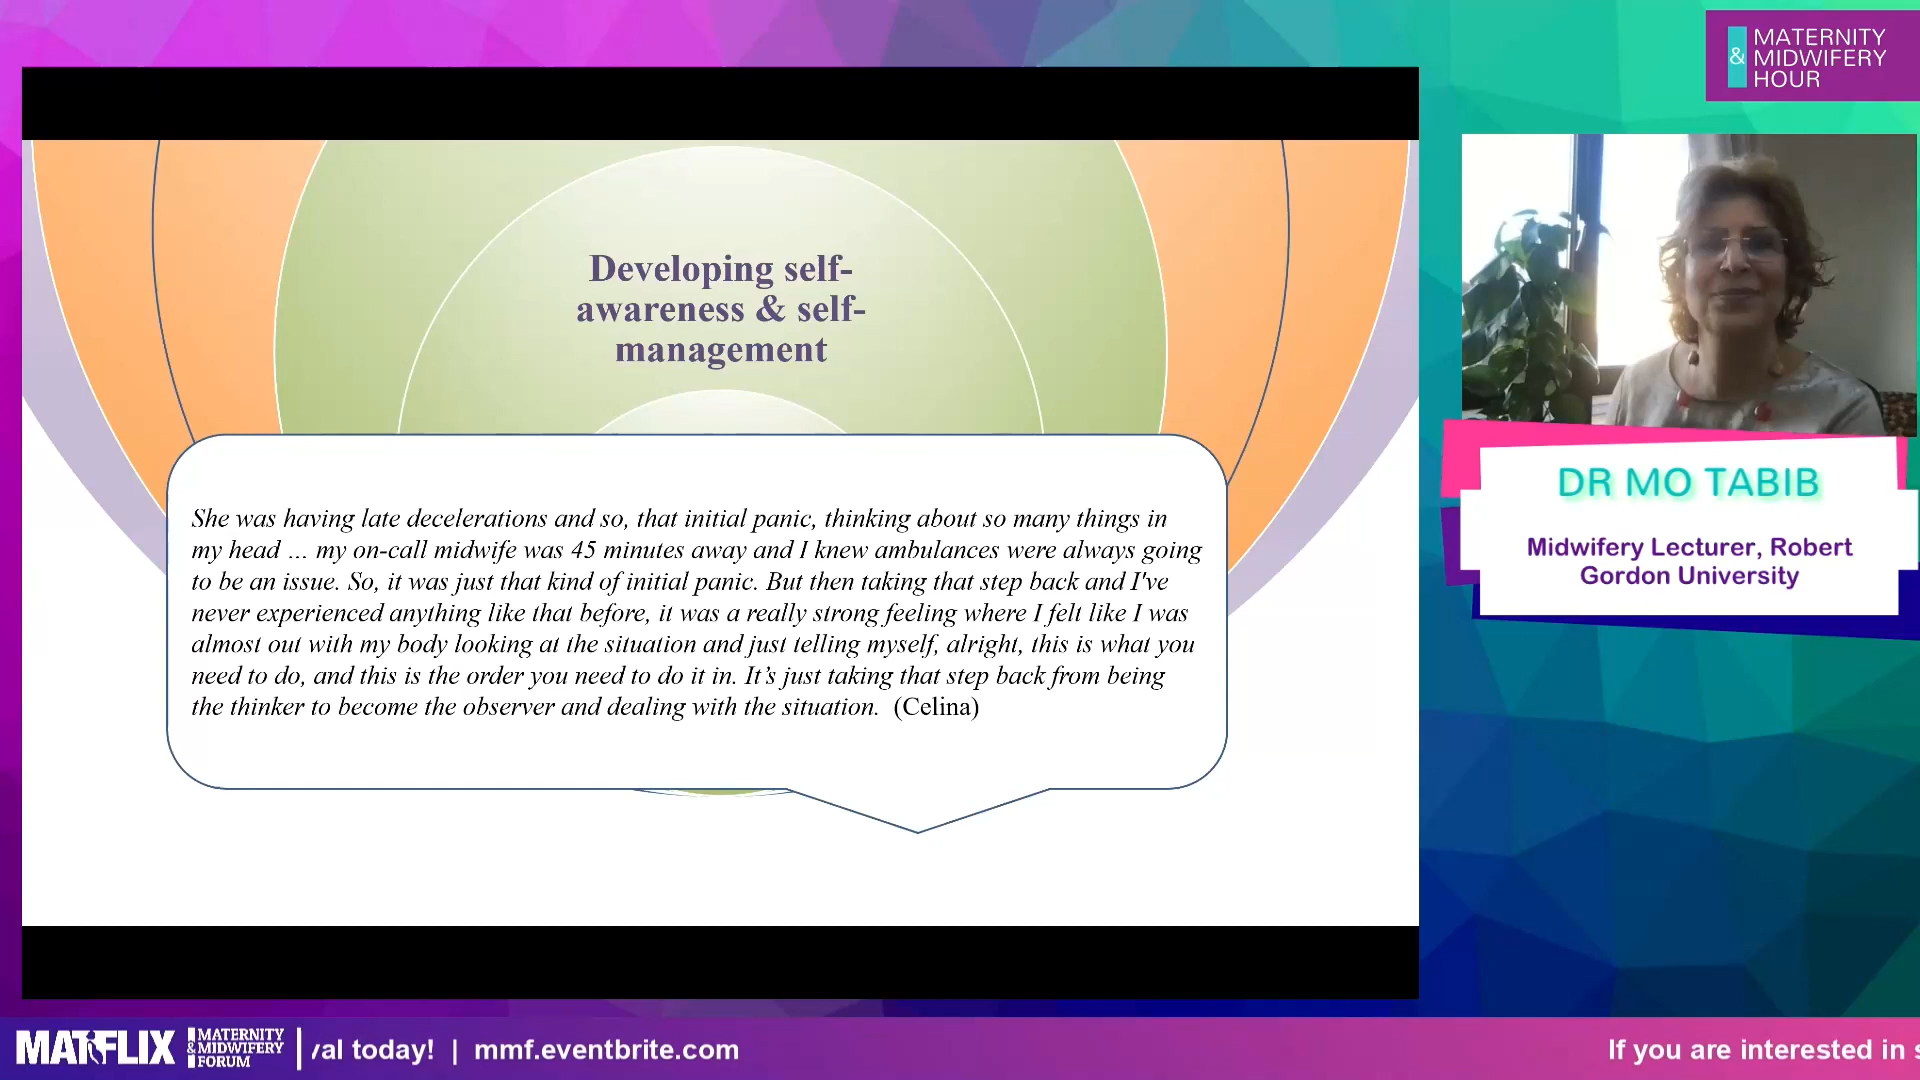 MATERNITY
& MIDWIFERY
HOUR
Developing self-
awareness & self-
management
She was having late decelerations and so, that initial panic, thinking about so many things in
my head … my on-call midwife was 45 minutes away and I knew ambulances were always going
to be an issue. So, it was just that kind of initial panic. But then taking that step back and I've
never experienced anything like that before, it was a really strong feeling where I felt like I was
almost out with my body looking at the situation and just telling myself, alright, this is what you
need to do, and this is the order you need to do it in. It’s just taking that step back from being
the thinker to become the observer and dealing with the situation. (Celina)
DR MO TABIB
Midwifery Lecturer, Robert
Gordon University
MATFLIX
MATERNITY
&MIDWIFERY
FORUM
val today! | mmf.eventbrite.com
If you are interested in s